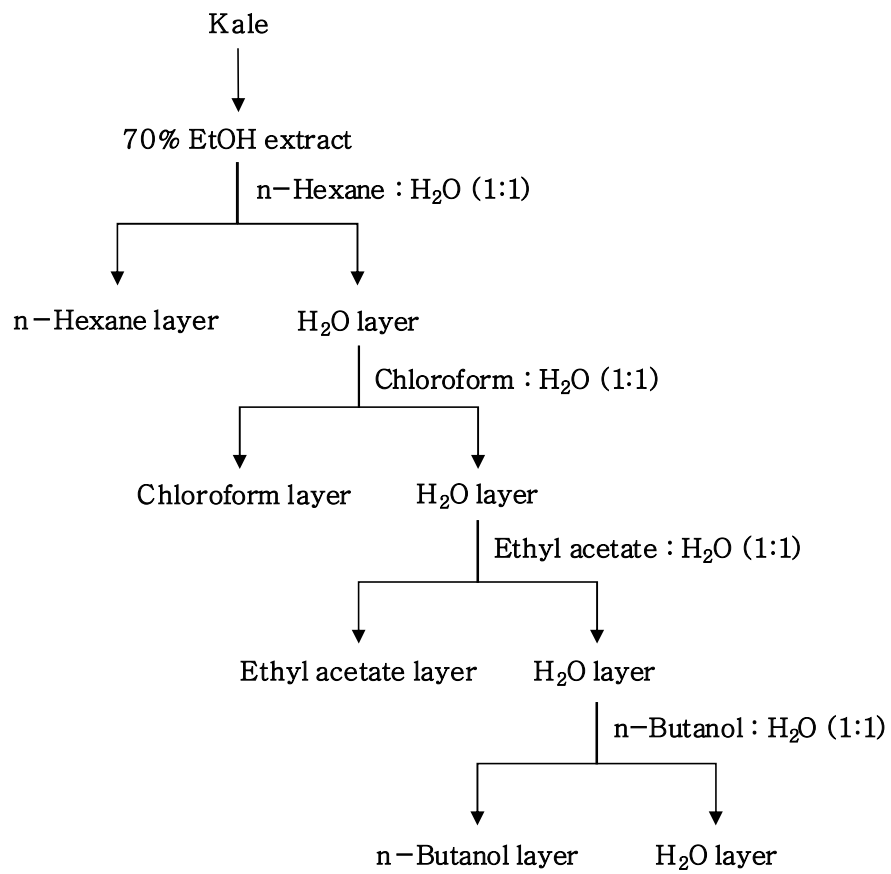 Kale
70% EtOH extract
n-Hexane : H₂O (1:1)
n-Hexane layer H₂O layer
Chloroform : H₂O (1:1)
Chloroform layer H₂O layer
Ethyl acetate : H₂O (1:1)
Ethyl acetate layer H₂O layer
n-Butanol : H₂O (1:1)
n-Butanol layer H₂O layer